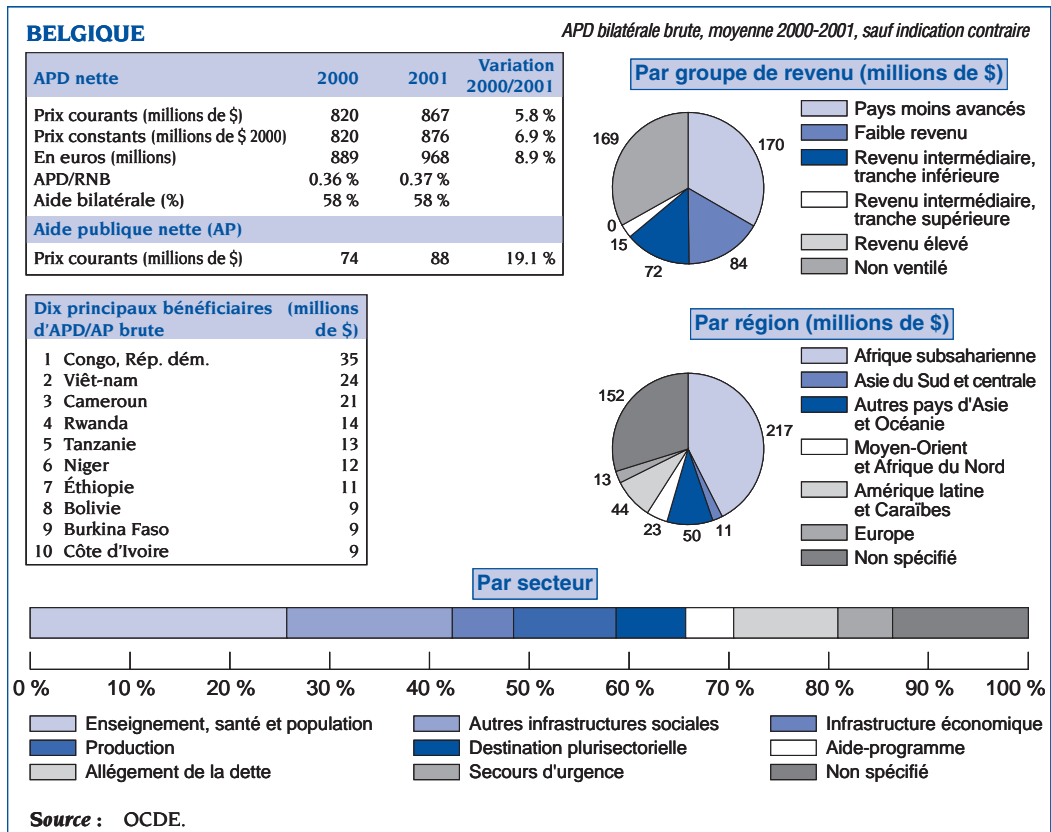 BELGIQUE
APD bilatérale brute, moyenne 2000-2001, sauf indication contraire
APD nette 2000 2001 Variation 2000/2001
Prix courants (millions de $) 820 867 5.8 %
Prix constants (millions de $ 2000) 820 876 6.9 %
En euros (millions) 889 968 8.9 %
APD/RNB 0.36 % 0.37 %
Aide bilatérale (%) 58 % 58 %
Aide publique nette (AP)
Prix courants (millions de $) 74 88 19.1 %
Par groupe de revenu (millions de $)
169
170
0
15
72
84
Pays moins avancés
Faible revenu
Revenu intermédiaire,
tranche inférieure
Revenu intermédiaire,
tranche supérieure
Revenu élevé
Non ventilé
Dix principaux bénéficiaires (millions
d'APD/AP brute de $)
1 Congo, Rép. dém. 35
2 Viêt-nam 24
3 Cameroun 21
4 Rwanda 14
5 Tanzanie 13
6 Niger 12
7 Éthiopie 11
8 Bolivie 9
9 Burkina Faso 9
10 Côte d'Ivoire 9
Par région (millions de $)
152
217
13
44
23
50
11
Afrique subsaharienne
Asie du Sud et centrale
Autres pays d'Asie
et Océanie
Moyen-Orient
et Afrique du Nord
Amérique latine
et Caraïbes
Europe
Non spécifié
Par secteur
0 % 10 % 20 % 30 % 40 % 50 % 60 % 70 % 80 % 90 % 100 %
Enseignement, santé et population Autres infrastructures sociales Infrastructure économique
Production Destination plurisectorielle Aide-programme
Allégement de la dette Secours d'urgence Non spécifié
Source : OCDE.